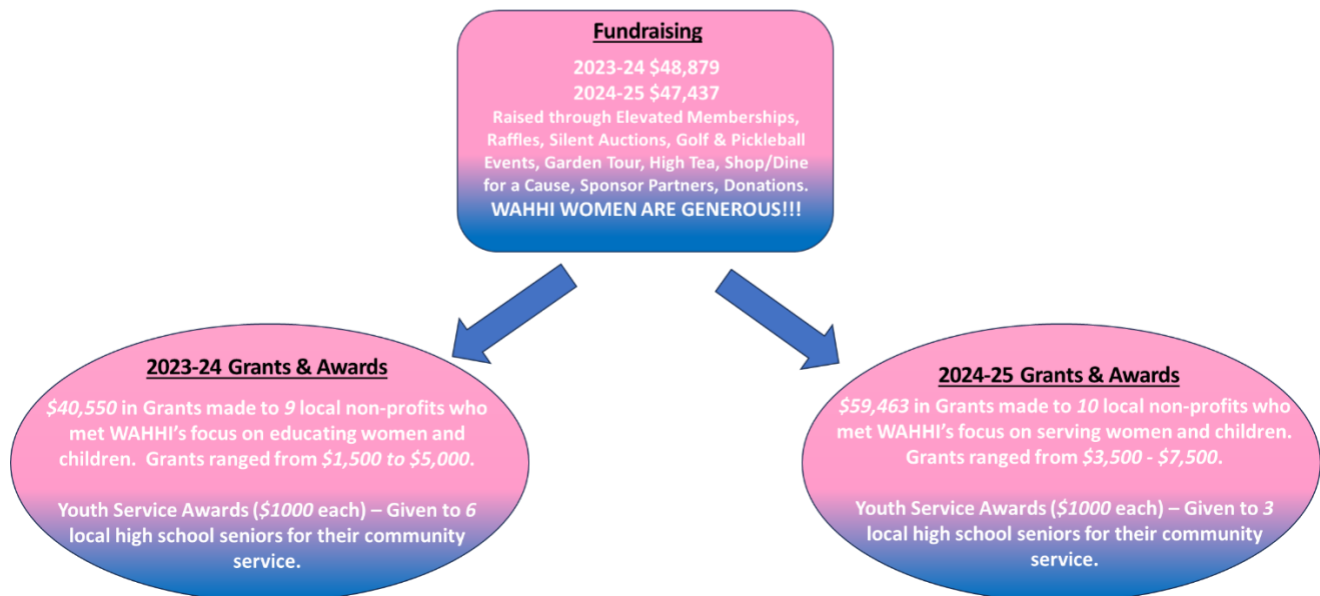 Fundraising
2023-24 $48,879
2024-25 $47,437
Raised through Elevated Memberships,
Raffles, Silent Auctions, Golf & Pickleball
Events, Garden Tour, High Tea, Shop/Dine
for a Cause, Sponsor Partners, Donations.
WAHHI WOMEN ARE GENEROUS!!!
2023-24 Grants & Awards
$40,550 in Grants made to 9 local non-profits who
met WAHHI’s focus on educating women and
children. Grants ranged from $1,500 to $5,000.
Youth Service Awards ($1000 each) – Given to 6
local high school seniors for their community
service.
2024-25 Grants & Awards
$59,463 in Grants made to 10 local non-profits who
met WAHHI’s focus on serving women and children.
Grants ranged from $3,500 - $7,500.
Youth Service Awards ($1000 each) – Given to 3
local high school seniors for their community
service.